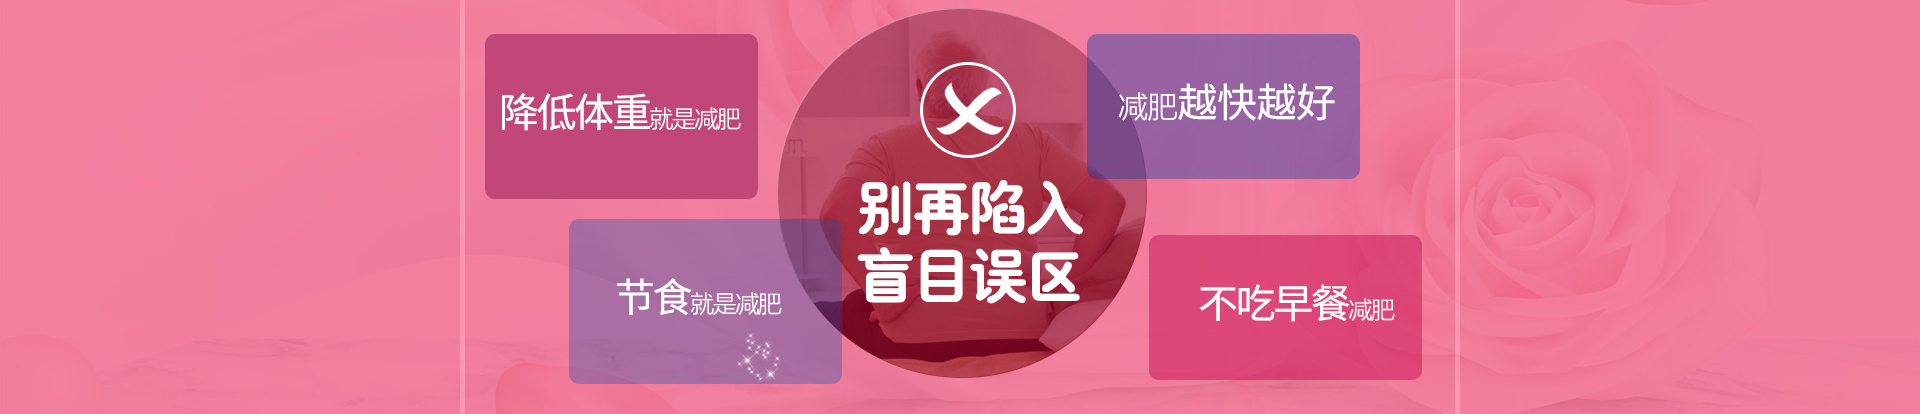 降低体重就是减肥
减肥越快越好
别再陷入
盲目误区
节食就是减肥
不吃早餐减肥